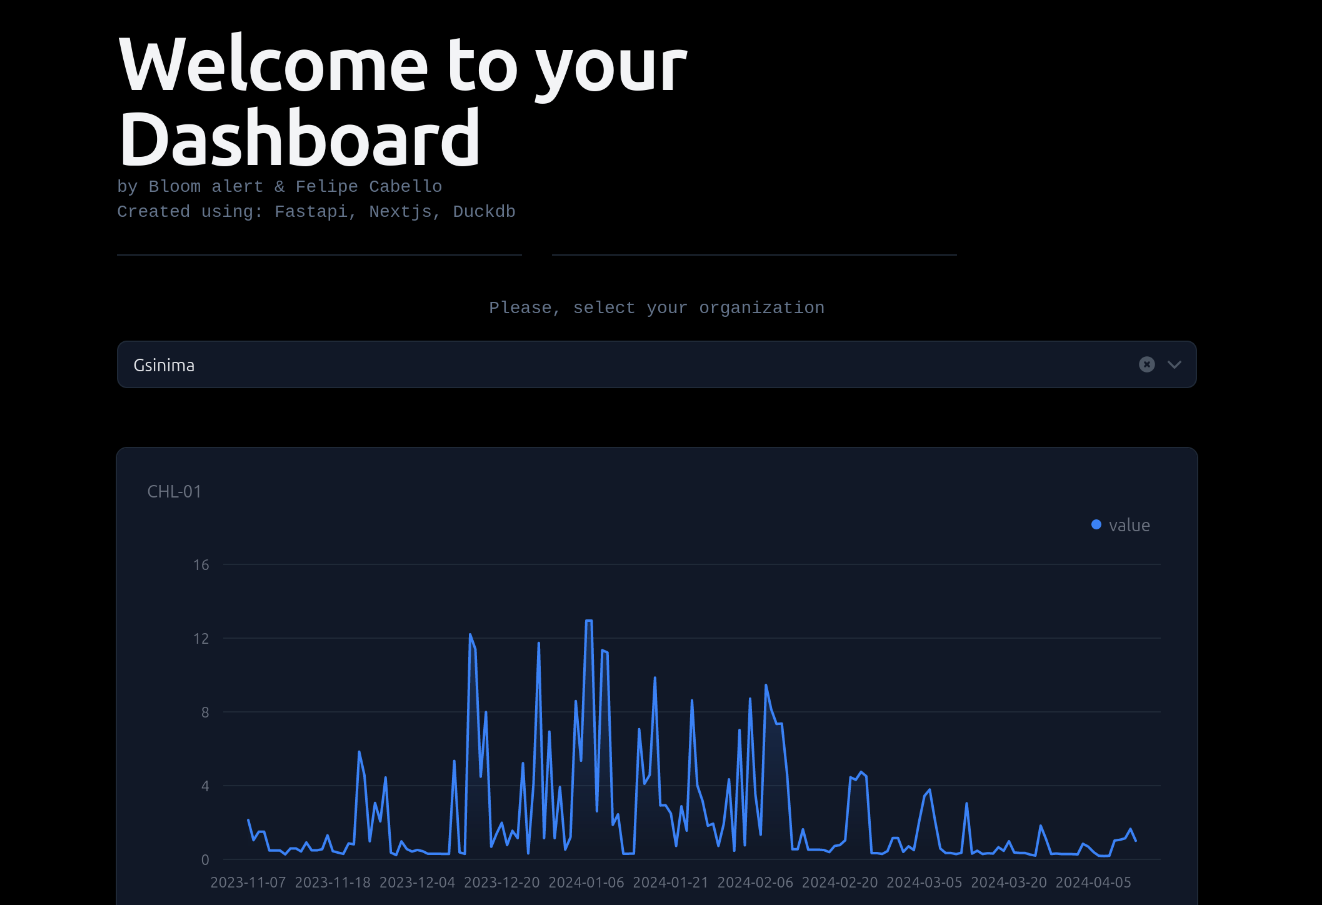 Welcome to your
Dashboard
by Bloom alert & Felipe Cabello
Created using: Fastapi, Nextjs, Duckdb
Please, select your organization
Gsinima
CHL-01
value
16
12
8
4
0
2023-11-07 2023-11-18 2023-12-04 2023-12-20 2024-01-06 2024-01-21 2024-02-06 2024-02-20 2024-03-05 2024-03-20 2024-04-05